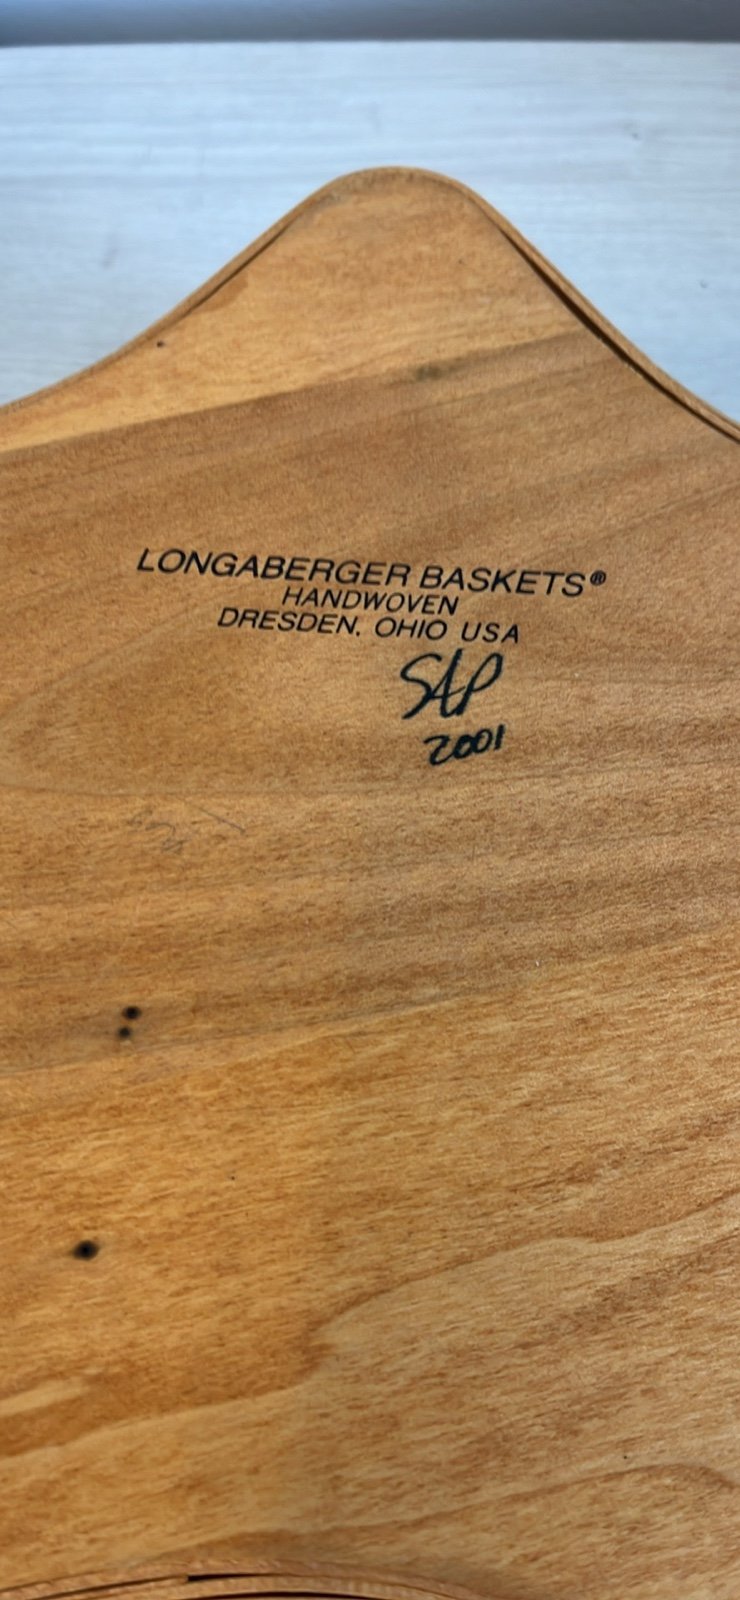 LONGABERGER BASKETS®
HANDWOVEN
DRESDEN, OHIO USA
SAP
2001